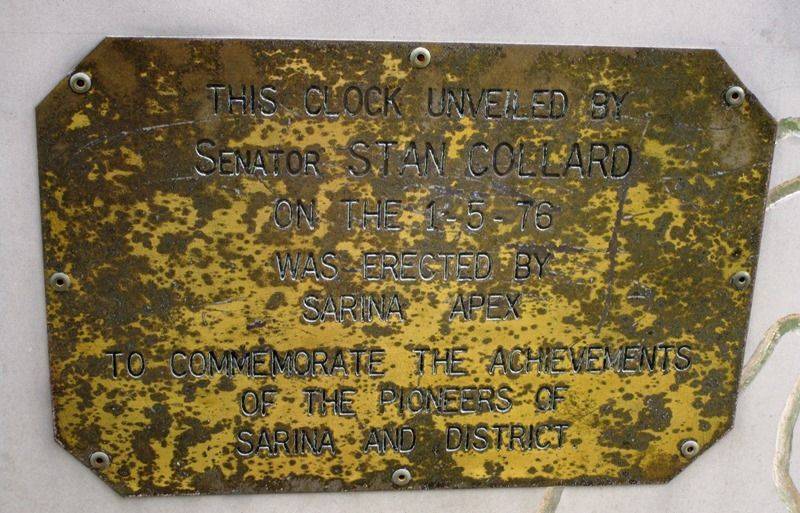 THIS CLOCK UNVEILED BY
SENATOR STAN COLLARD
ON THE 1-5-76
WAS ERECTED BY
SARINA APEX
TO COMMEMORATE THE ACHIEVEMENTS
OF THE PIONEERS OF
SARINA AND DISTRICT